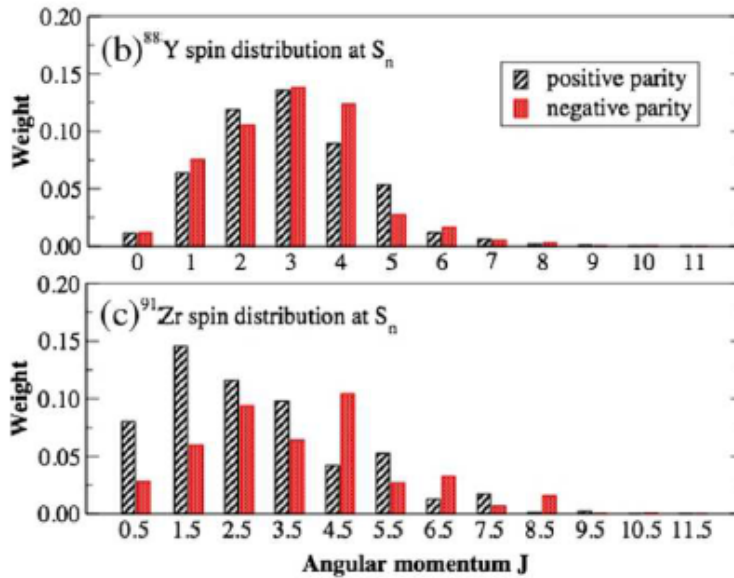 0.20
(b) ⁸⁸Y spin distribution at Sₙ
0.15
positive parity
negative parity
Weight
0.10
0.05
0.00
0 1 2 3 4 5 6 7 8 9 10 11
0.20
(c) ⁹¹Zr spin distribution at Sₙ
0.15
Weight
0.10
0.05
0.00
0.5 1.5 2.5 3.5 4.5 5.5 6.5 7.5 8.5 9.5 10.5 11.5
Angular momentum J